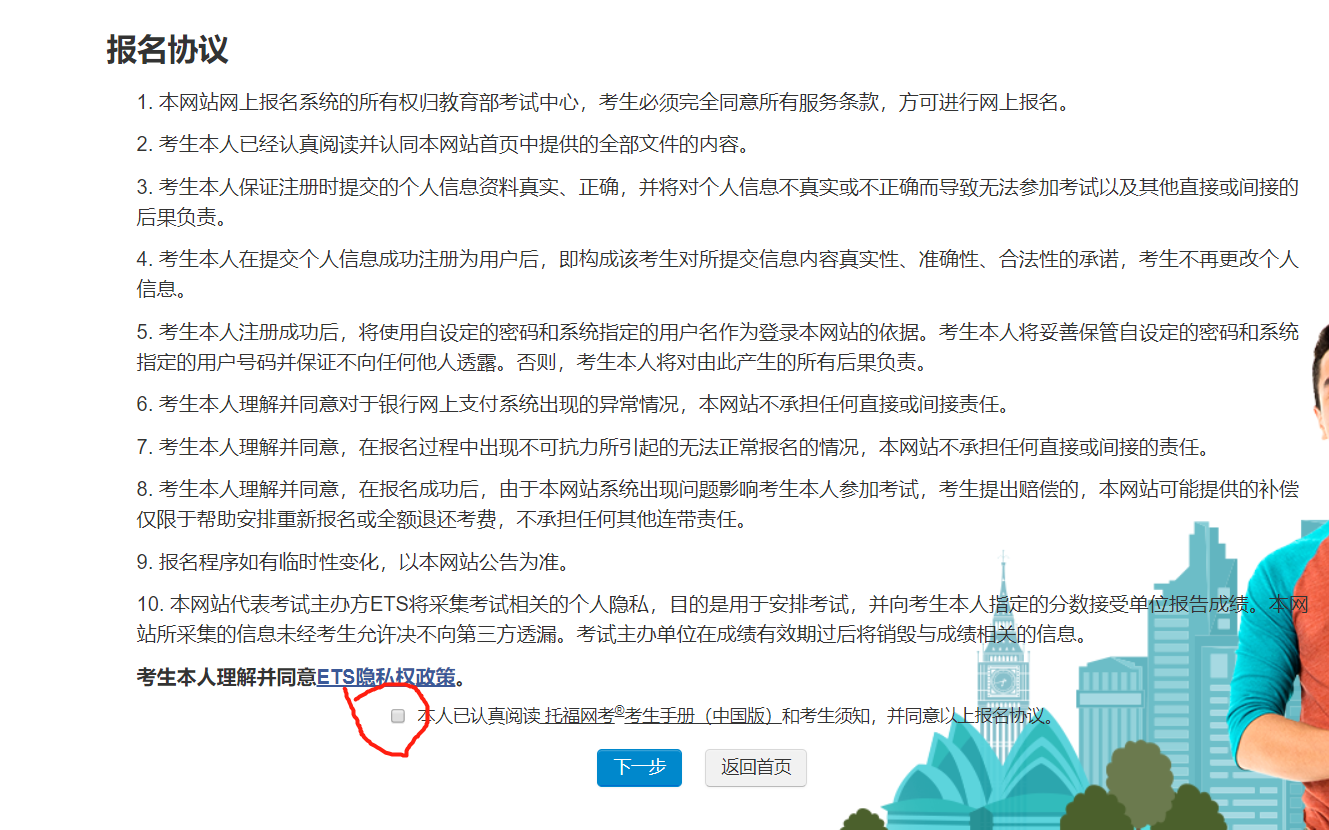 报名协议
1. 本网站网上报名系统的所有权归教育部考试中心，考生必须完全同意所有服务条款，方可进行网上报名。
2. 考生本人已经认真阅读并认同本网站首页中提供的全部文件的内容。
3. 考生本人保证注册时提交的个人信息资料真实、正确，并将对个人信息不真实或不正确而导致无法参加考试以及其他直接或间接的
后果负责。
4. 考生本人在提交个人信息成功注册为用户后，即构成该考生对所提交信息内容真实性、准确性、合法性的承诺，考生不再更改个人
信息。
5. 考生本人注册成功后，将使用自设定的密码和系统指定的用户名作为登录本网站的依据。考生本人将妥善保管自设定的密码和系统
指定的用户号码并保证不向任何他人透露。否则，考生本人将对由此产生的所有后果负责。
6. 考生本人理解并同意对于银行网上支付系统出现的异常情况，本网站不承担任何直接或间接责任。
7. 考生本人理解并同意，在报名过程中出现不可抗力所引起的无法正常报名的情况，本网站不承担任何直接或间接的责任。
8. 考生本人理解并同意，在报名成功后，由于本网站系统出现问题影响考生本人参加考试，考生提出赔偿的，本网站可能提供的补偿
仅限于帮助安排重新报名或全额退还考费，不承担任何其他连带责任。
9. 报名程序如有临时性变化，以本网站公告为准。
10. 本网站代表考试主办方ETS将采集考试相关的个人隐私，目的是用于安排考试，并向考生本人指定的分数接受单位报告成绩。本网
站所采集的信息未经考生允许决不向第三方透漏。考试主办单位在成绩有效期过后将销毁与成绩相关的信息。
考生本人理解并同意ETS隐私权政策。
本人已认真阅读 托福网考®考生手册（中国版）和考生须知，并同意以上报名协议。
下一步 返回首页